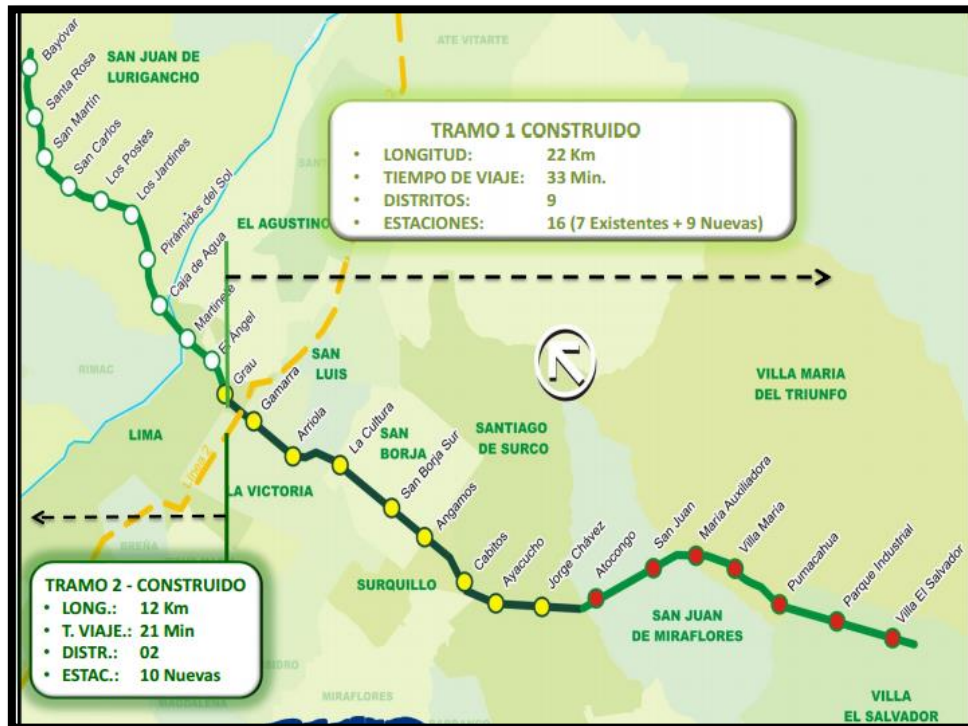 ATE VITARTE
SAN JUAN DE
LURIGANCHO
Bayóvar
Santa Rosa
San Martín
San Carlos
Los Postes
Los Jardines
Pirámides del Sol
Caja de Agua
Martinete
El Ángel
Grau
Gamarra
Arriola
La Cultura
San Borja Sur
Angamos
Cabitos
Ayacucho
Jorge Chávez
Atocongo
San Juan
María Auxiliadora
Villa María
Pumacahua
Parque Industrial
Villa El Salvador
TRAMO 1 CONSTRUIDO
• LONGITUD: 22 Km
• TIEMPO DE VIAJE: 33 Min.
• DISTRITOS: 9
• ESTACIONES: 16 (7 Existentes + 9 Nuevas)
EL AGUSTINO
RIMAC
LIMA
SAN
LUIS
LA VICTORIA
Línea 2
SAN
BORJA
SANTIAGO
DE SURCO
VILLA MARIA
DEL TRIUNFO
BREÑA
SURQUILLO
SAN JUAN
DE MIRAFLORES
TRAMO 2 - CONSTRUIDO
• LONG.: 12 Km
• T. VIAJE.: 21 Min
• DISTR.: 02
• ESTAC.: 10 Nuevas
MIRAFLORES
VILLA
EL SALVADOR